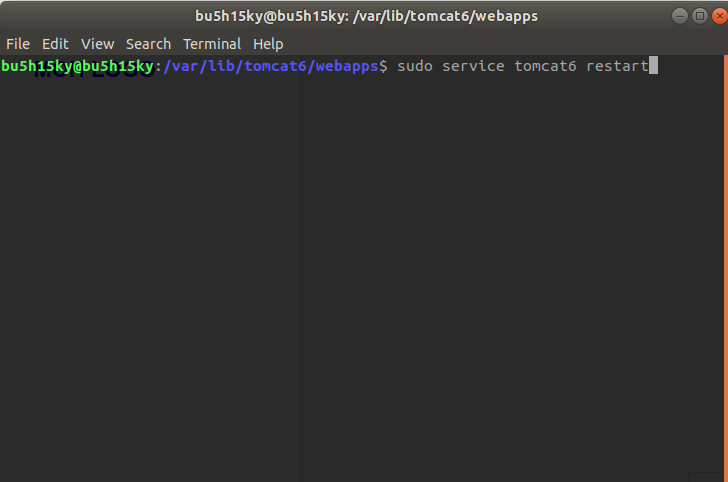 bu5h15ky@bu5h15ky: /var/lib/tomcat6/webapps
File Edit View Search Terminal Help
bu5h15ky@bu5h15ky:/var/lib/tomcat6/webapps$ sudo service tomcat6 restart